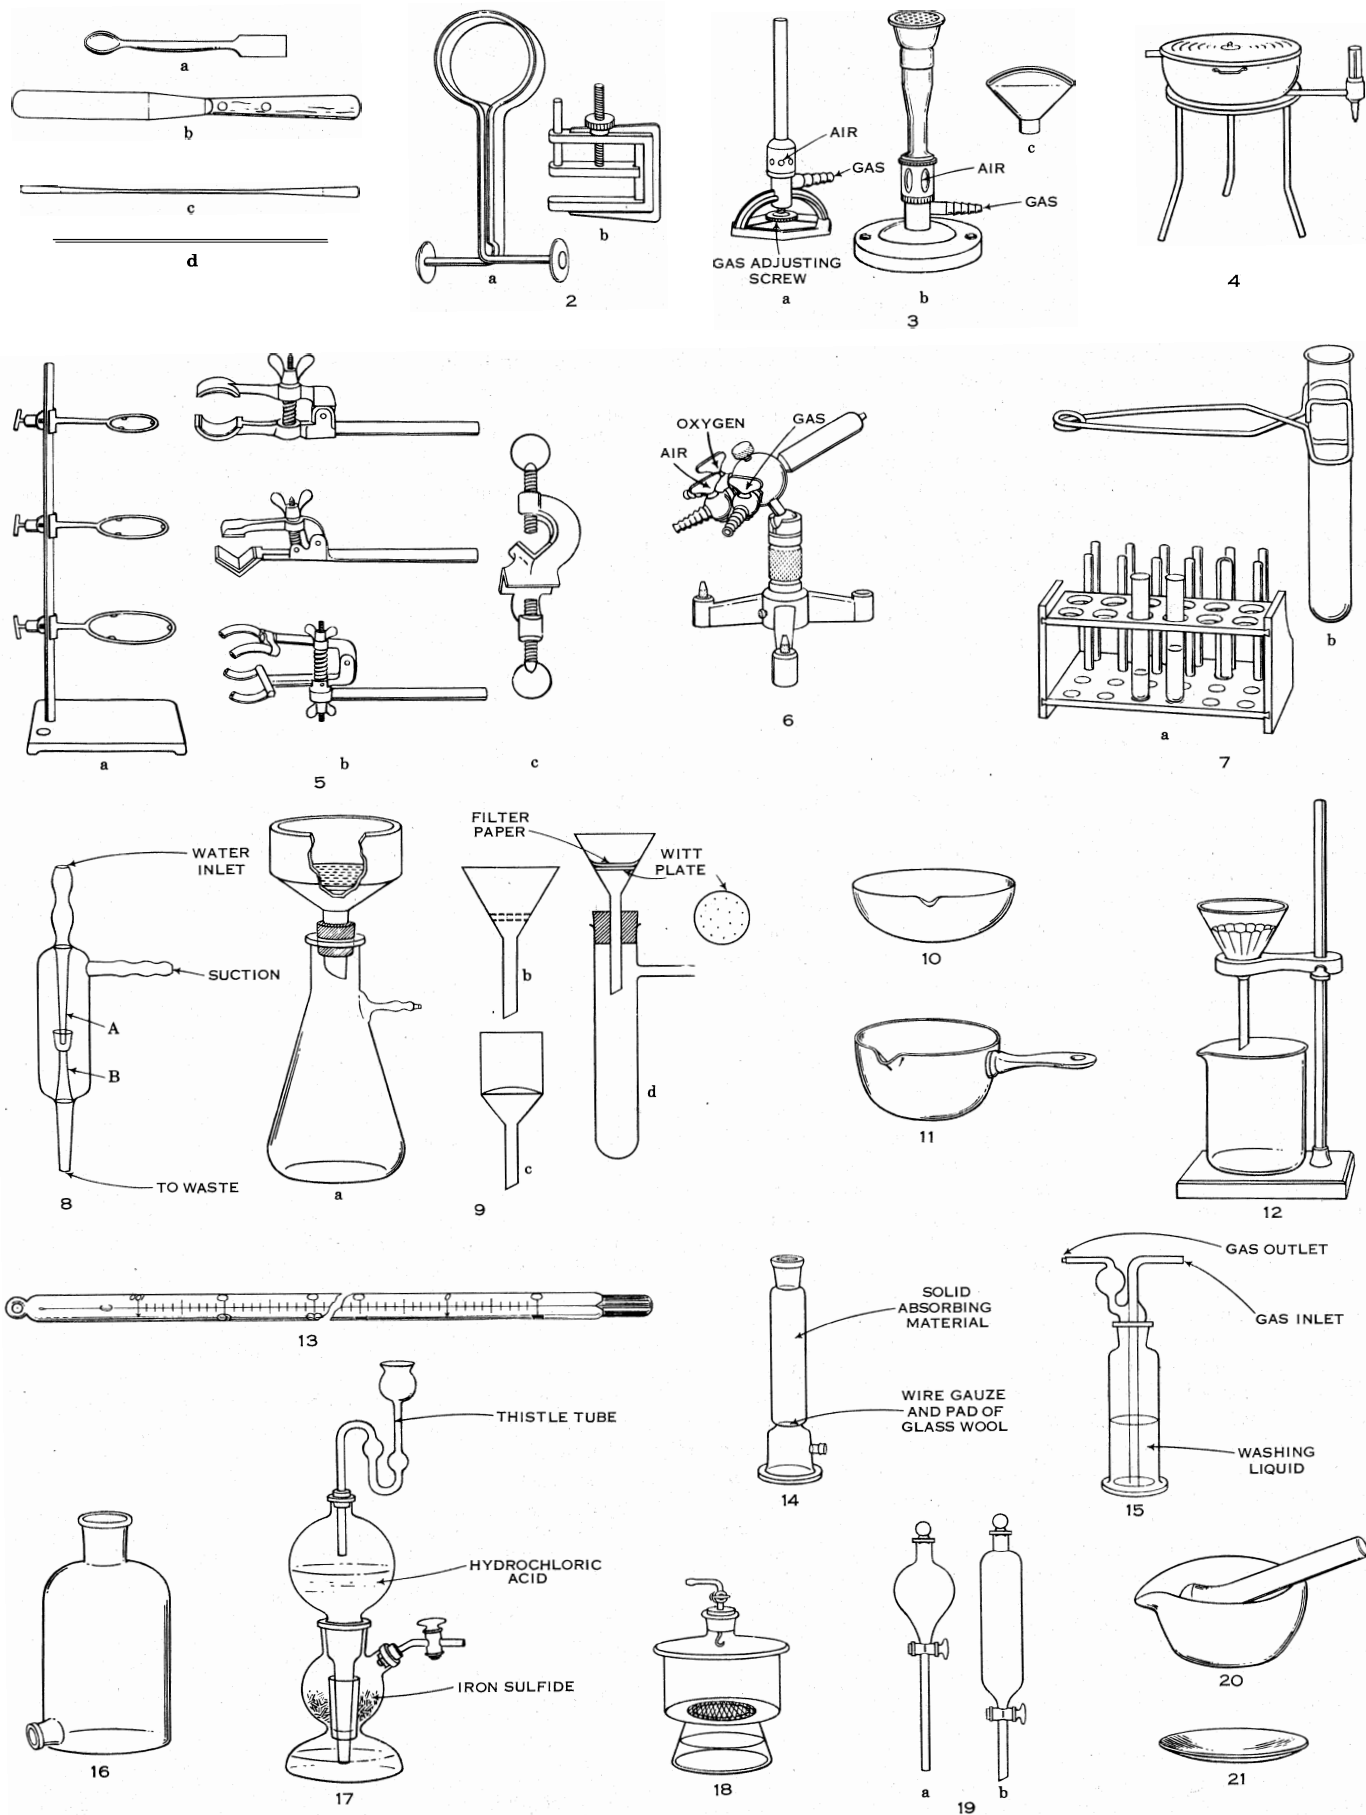 a
b
c
d
a
b
2
AIR
GAS
AIR
GAS
GAS ADJUSTING
SCREW
a
b
c
3
4
a
b
c
5
OXYGEN
GAS
AIR
6
a
b
7
WATER
INLET
SUCTION
A
B
TO WASTE
8
FILTER
PAPER
WITT
PLATE
a
b
c
d
9
10
11
12
13
SOLID
ABSORBING
MATERIAL
WIRE GAUZE
AND PAD OF
GLASS WOOL
14
GAS OUTLET
GAS INLET
WASHING
LIQUID
15
16
THISTLE TUBE
HYDROCHLORIC
ACID
IRON SULFIDE
17
18
a
b
19
20
21